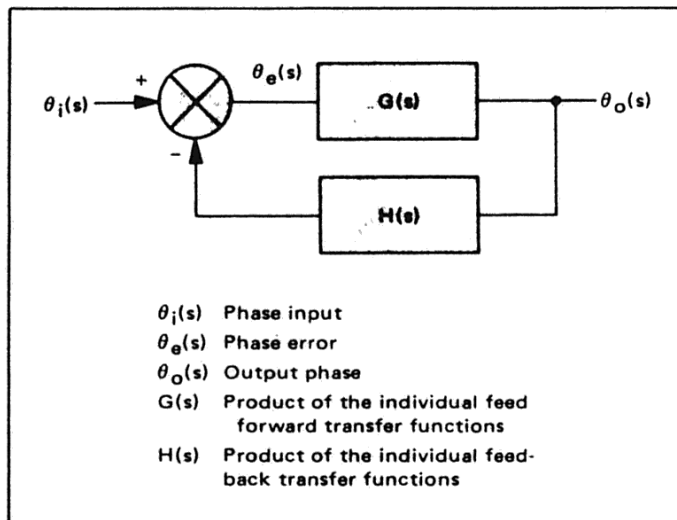 +
θe(s)
θi(s)
G(s)
θo(s)
−
H(s)
θi(s) Phase input
θe(s) Phase error
θo(s) Output phase
G(s) Product of the individual feed
forward transfer functions
H(s) Product of the individual feed-
back transfer functions